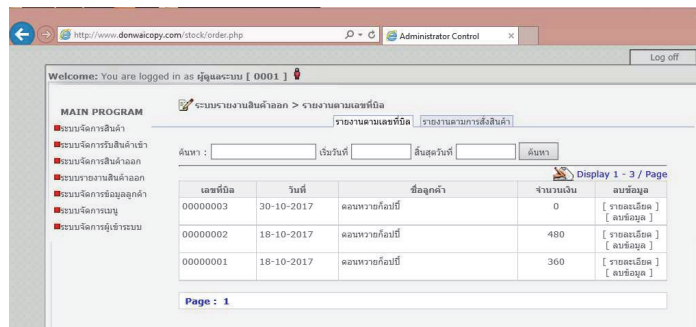 http://www.donwaicopy.com/stock/order.php
Administrator Control
Log off
Welcome: You are logged in as ผู้ดูแลระบบ [ 0001 ]
MAIN PROGRAM
ระบบจัดการสินค้า
ระบบจัดการรับสินค้าเข้า
ระบบจัดการสินค้าออก
ระบบรายงานสินค้าออก
ระบบจัดการข้อมูลลูกค้า
ระบบจัดการเมนู
ระบบจัดการผู้เข้าระบบ
ระบบรายงานสินค้าออก > รายงานตามเลขที่บิล
รายงานตามเลขที่บิล รายงานตามการสั่งสินค้า
ค้นหา : เริ่มวันที่ สิ้นสุดวันที่ ค้นหา
Display 1 - 3 / Page
เลขที่บิล วันที่ ชื่อลูกค้า จำนวนเงิน ลบข้อมูล
00000003 30-10-2017 ดอนหวายก็อปปี้ 0 [ รายละเอียด ]
[ ลบข้อมูล ]
00000002 18-10-2017 ดอนหวายก็อปปี้ 480 [ รายละเอียด ]
[ ลบข้อมูล ]
00000001 18-10-2017 ดอนหวายก็อปปี้ 360 [ รายละเอียด ]
[ ลบข้อมูล ]
Page : 1